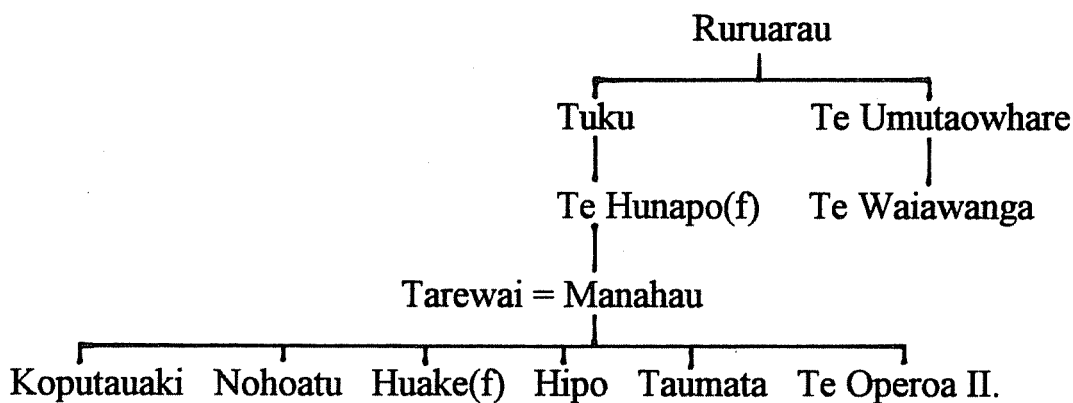 Ruruarau
Tuku Te Umutaowhare
Te Hunapo(f) Te Waiawanga
Tarewai = Manahau
Koputauaki Nohoatu Huake(f) Hipo Taumata Te Operoa II.